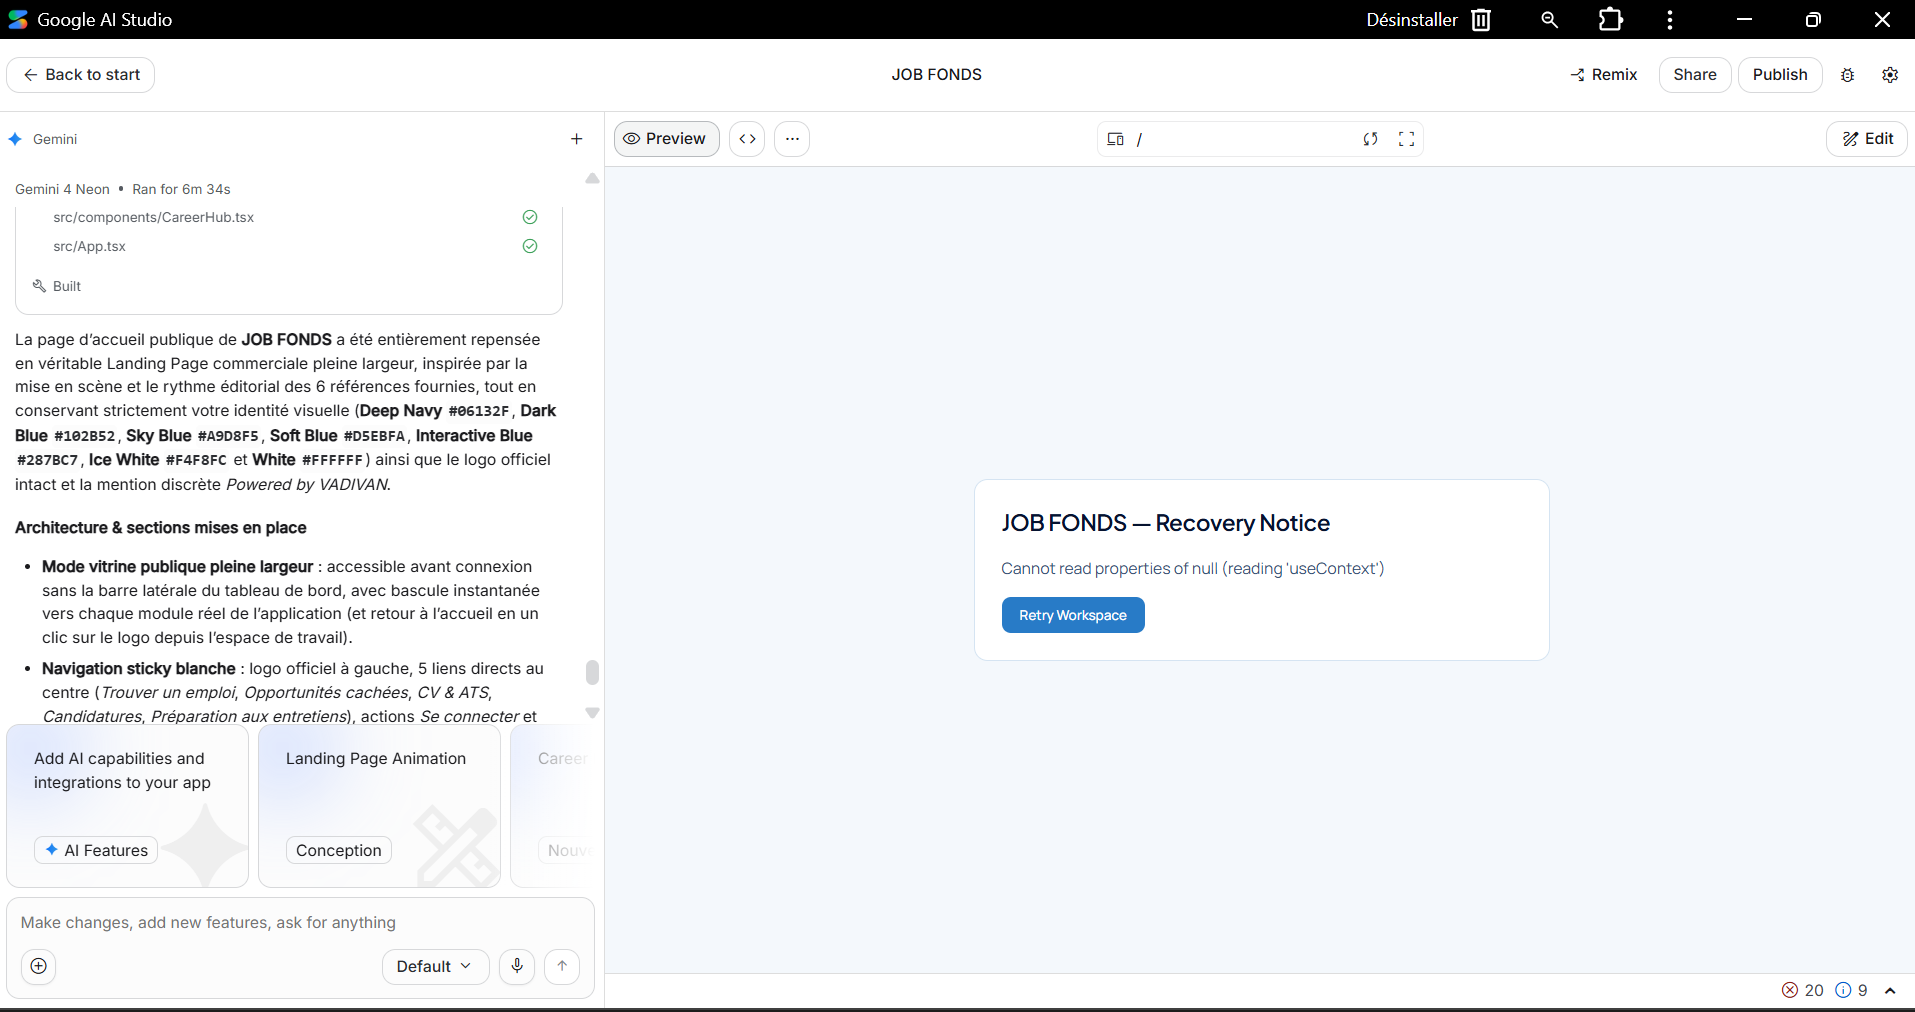 Google AI Studio
Désinstaller
Back to start
JOB FONDS
Remix
Share
Publish
Gemini
Preview
/
Edit
Gemini 4 Neon • Ran for 6m 34s
src/components/CareerHub.tsx
src/App.tsx
Built
La page d'accueil publique de JOB FONDS a été entièrement repensée
en véritable Landing Page commerciale pleine largeur, inspirée par la
mise en scène et le rythme éditorial des 6 références fournies, tout en
conservant strictement votre identité visuelle (Deep Navy #06132F, Dark
Blue #102B52, Sky Blue #A9D8F5, Soft Blue #D5EBFA, Interactive Blue
#287BC7, Ice White #F4F8FC et White #FFFFFF) ainsi que le logo officiel
intact et la mention discrète Powered by VADIVAN.
Architecture & sections mises en place
• Mode vitrine publique pleine largeur : accessible avant connexion
sans la barre latérale du tableau de bord, avec bascule instantanée
vers chaque module réel de l'application (et retour à l'accueil en un
clic sur le logo depuis l'espace de travail).
• Navigation sticky blanche : logo officiel à gauche, 5 liens directs au
centre (Trouver un emploi, Opportunités cachées, CV & ATS,
Candidatures, Préparation aux entretiens), actions Se connecter et
Add AI capabilities and
integrations to your app
AI Features
Landing Page Animation
Conception
Career
Nouv
Make changes, add new features, ask for anything
Default
JOB FONDS — Recovery Notice
Cannot read properties of null (reading 'useContext')
Retry Workspace
20
9